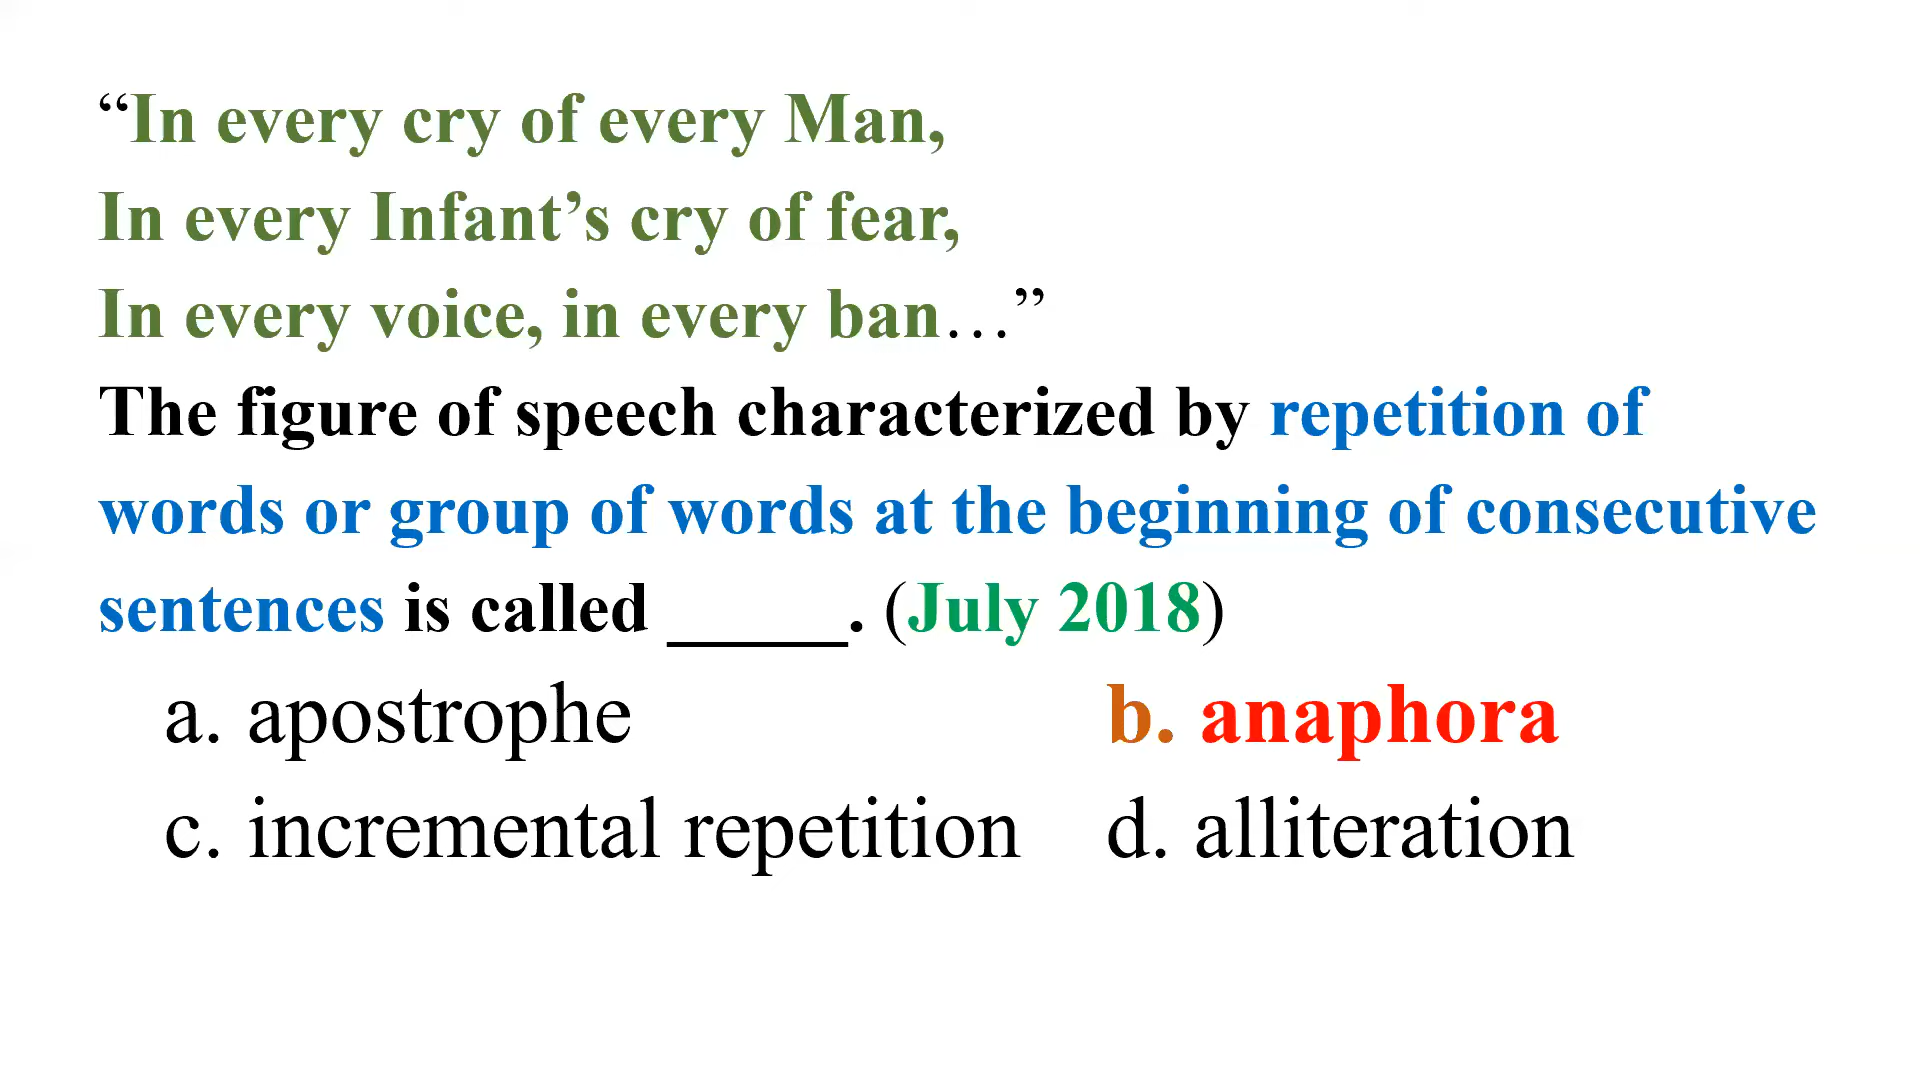 “In every cry of every Man,
In every Infant’s cry of fear,
In every voice, in every ban…”
The figure of speech characterized by repetition of
words or group of words at the beginning of consecutive
sentences is called _____. (July 2018)
a. apostrophe b. anaphora
c. incremental repetition d. alliteration